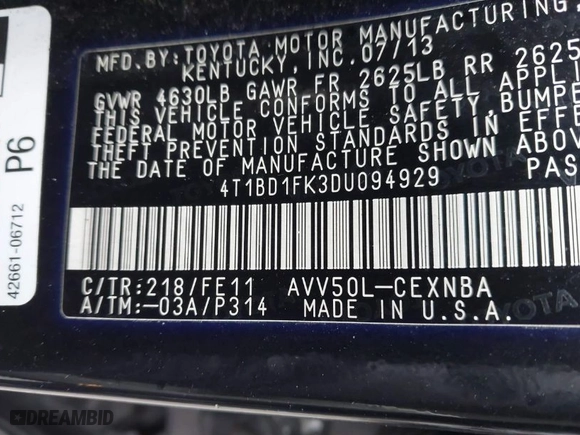 MFD. BY: TOYOTA MOTOR MANUFACTURING,
KENTUCKY, INC. 07/13
GVWR 4630LB GAWR FR 2625LB RR 2625
THIS VEHICLE CONFORMS TO ALL APPLI
FEDERAL MOTOR VEHICLE SAFETY, BUMPE
THEFT PREVENTION STANDARDS IN EFFE
THE DATE OF MANUFACTURE SHOWN ABOV
4T1BD1FK3DU094929 PAS
C/TR:218/FE11 AVV50L-CEXNBA
A/TM:-03A/P314 MADE IN U.S.A.
42661-06712 P6
DREAMBID